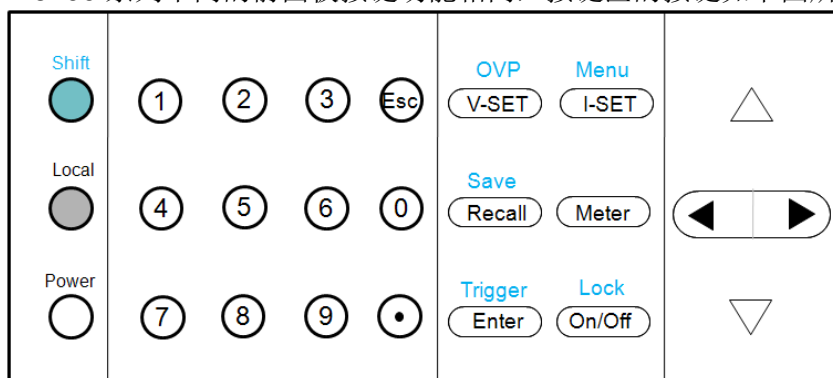 Shift
OVP Menu
1 2 3 Esc V-SET I-SET
Local
Save
4 5 6 0 Recall Meter
Power
Trigger Lock
7 8 9 • Enter On/Off